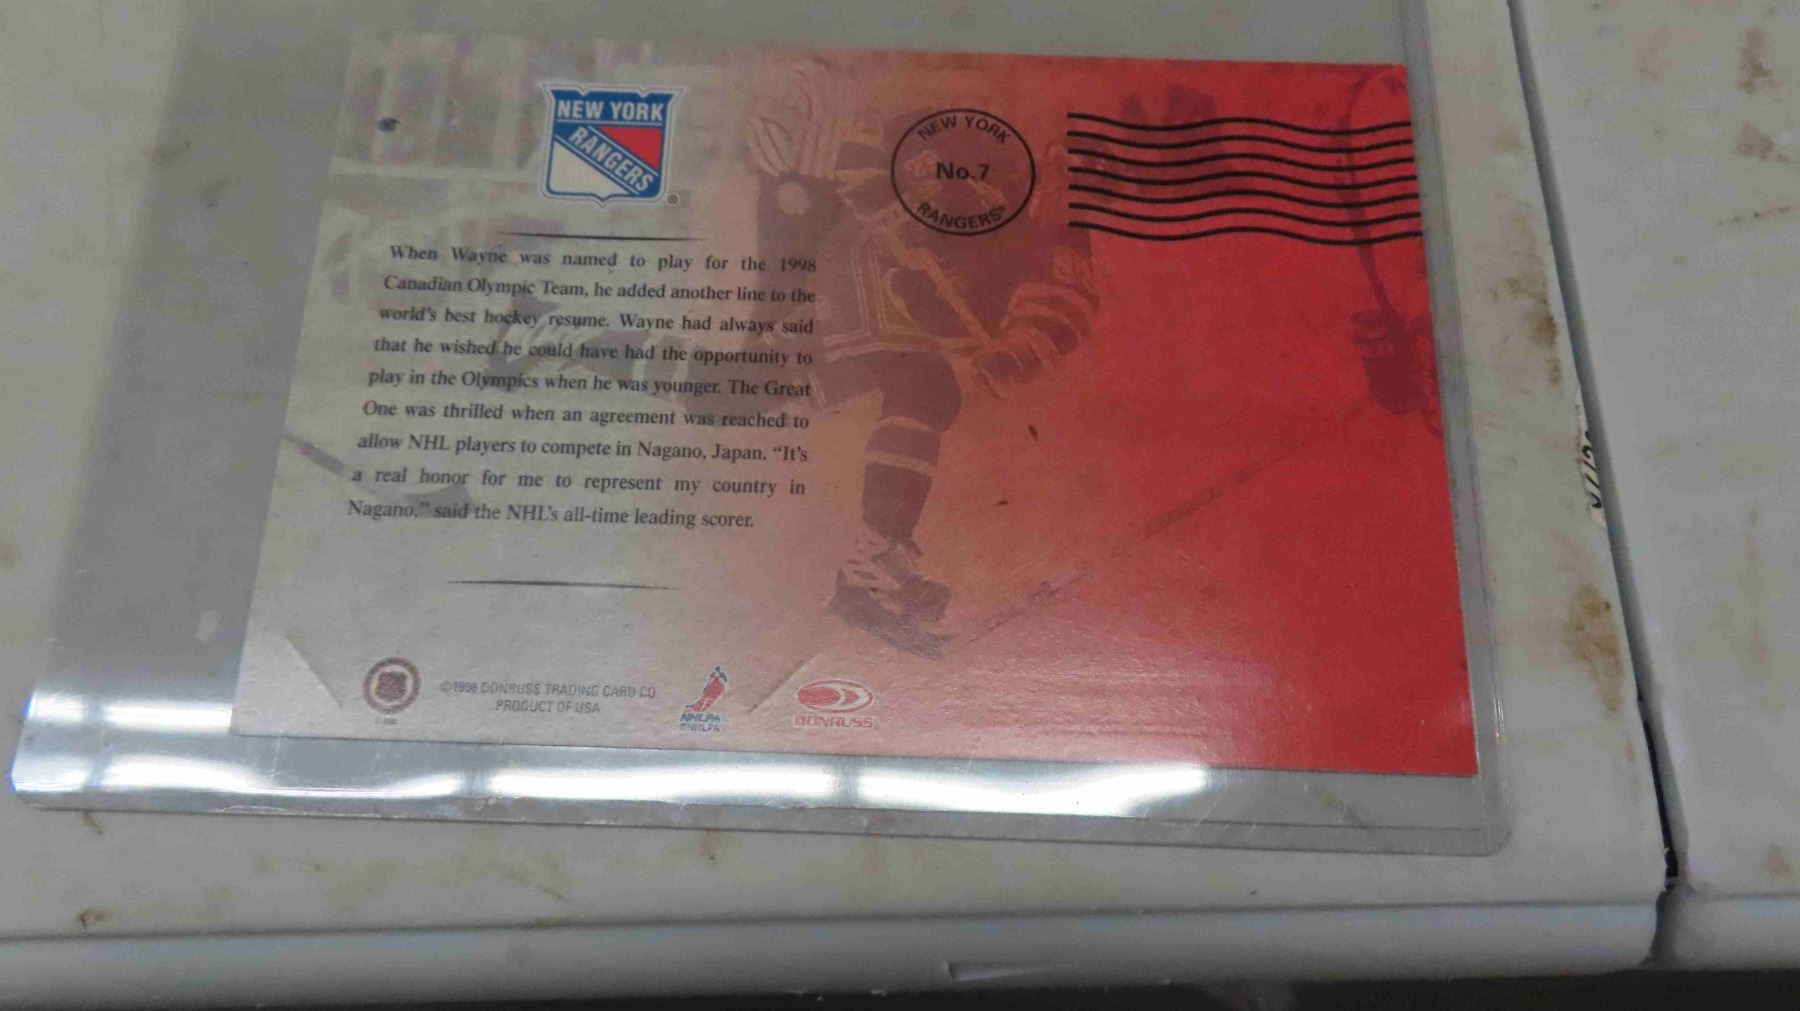 NEW YORK
RANGERS
®
NEW YORK
No.7
RANGERS
When Wayne was named to play for the 1998
Canadian Olympic Team, he added another line to the
world's best hockey resume. Wayne had always said
that he wished he could have had the opportunity to
play in the Olympics when he was younger. The Great
One was thrilled when an agreement was reached to
allow NHL players to compete in Nagano, Japan. “It's
a real honor for me to represent my country in
Nagano,” said the NHL's all-time leading scorer.
©1998 DONRUSS TRADING CARD CO.
PRODUCT OF USA
NHLPA
DONRUSS